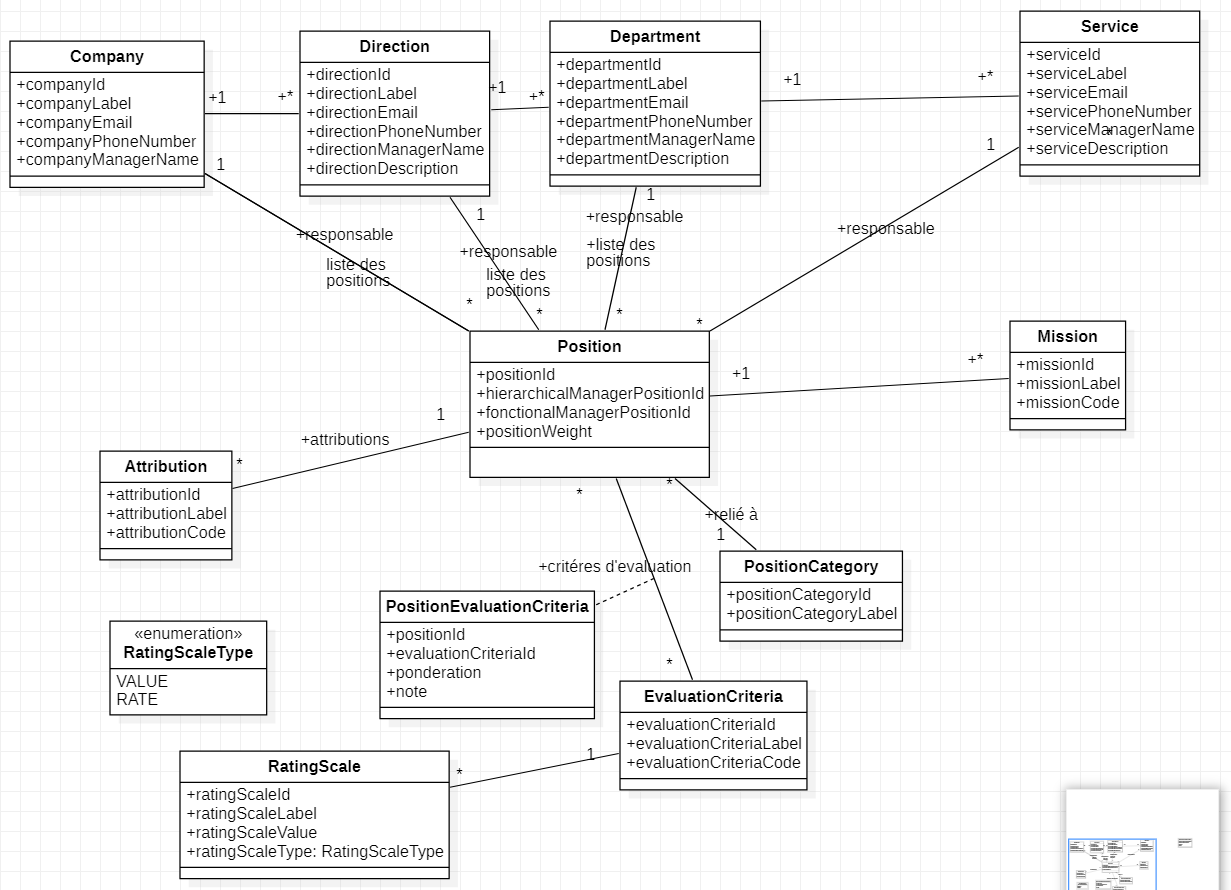 Company
+companyId
+companyLabel
+companyEmail
+companyPhoneNumber
+companyManagerName
+1
+*
Direction
+directionId
+directionLabel
+directionEmail
+directionPhoneNumber
+directionManagerName
+directionDescription
+1
+*
Department
+departmentId
+departmentLabel
+departmentEmail
+departmentPhoneNumber
+departmentManagerName
+departmentDescription
+1
+*
Service
+serviceId
+serviceLabel
+serviceEmail
+servicePhoneNumber
+serviceManagerName
+serviceDescription
*
1
+responsable
liste des
positions
*
1
+responsable
liste des
positions
*
1
+responsable
+liste des
positions
*
1
+responsable
*
Position
+positionId
+hierarchicalManagerPositionId
+fonctionalManagerPositionId
+positionWeight
+1
+*
Mission
+missionId
+missionLabel
+missionCode
1
+attributions
*
Attribution
+attributionId
+attributionLabel
+attributionCode
*
+relié à
1
PositionCategory
+positionCategoryId
+positionCategoryLabel
*
+critéres d'evaluation
*
PositionEvaluationCriteria
+positionId
+evaluationCriteriaId
+ponderation
+note
«enumeration»
RatingScaleType
VALUE
RATE
EvaluationCriteria
+evaluationCriteriaId
+evaluationCriteriaLabel
+evaluationCriteriaCode
1
*
RatingScale
+ratingScaleId
+ratingScaleLabel
+ratingScaleValue
+ratingScaleType: RatingScaleType